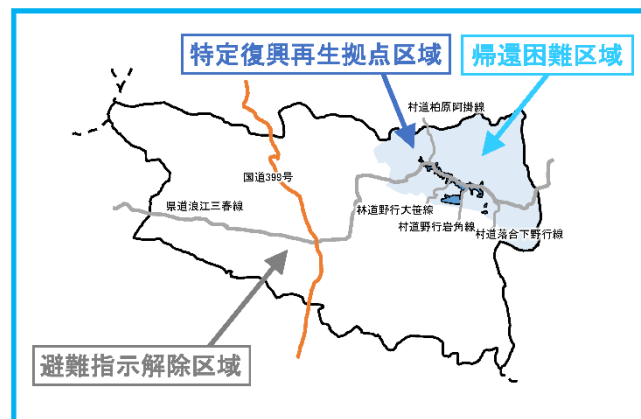 特定復興再生拠点区域
帰還困難区域
村道柏原阿掛線
国道399号
県道浪江三春線
林道野行大笹線
村道野行岩角線
村道落合下野行線
避難指示解除区域